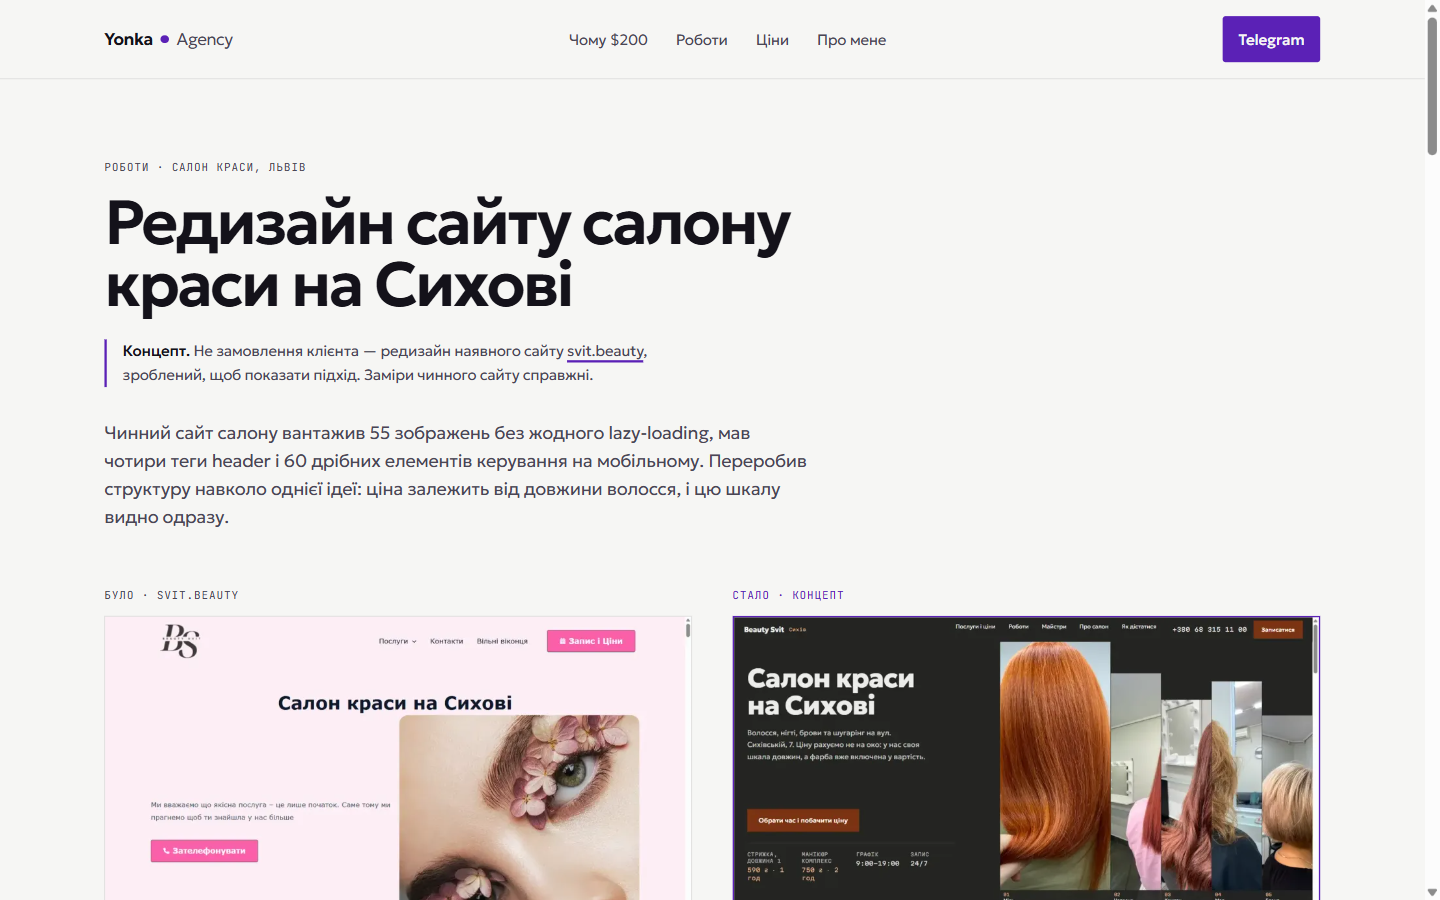 Yonka • Agency
Чому $200
Роботи
Ціни
Про мене
Telegram
РОБОТИ · САЛОН КРАСИ, ЛЬВІВ
Редизайн сайту салону
краси на Сихові
Концепт. Не замовлення клієнта — редизайн наявного сайту svit.beauty,
зроблений, щоб показати підхід. Заміри чинного сайту справжні.
Чинний сайт салону вантажив 55 зображень без жодного lazy-loading, мав
чотири теги header і 60 дрібних елементів керування на мобільному. Переробив
структуру навколо однієї ідеї: ціна залежить від довжини волосся, і цю шкалу
видно одразу.
БУЛО · SVIT.BEAUTY
Послуги
Контакти
Вільні віконця
Запис і Ціни
Салон краси на Сихові
Ми вважаємо що якісна послуга – це лише початок. Саме тому ми
прагнемо щоб ти знайшла у нас більше
Зателефонувати
СТАЛО · КОНЦЕПТ
Beauty Svit Сихів
Послуги і ціни
Роботи
Майстри
Про салон
Як дістатися
+380 68 315 11 00
Записатися
Салон краси
на Сихові
Волосся, нігті, брови та шугарінг на вул.
Сихівській, 7. Ціну рахуємо не на око: у нас своя
шкала довжин, а фарба вже включена у вартість.
Обрати час і побачити ціну
СТРИЖКА,
ДОВЖИНА 1
590 ₴ · 1
год
МАНІКЮР
КОМПЛЕКС
750 ₴ · 2
год
ГРАФІК
9:00–19:00
ЗАПИС
24/7